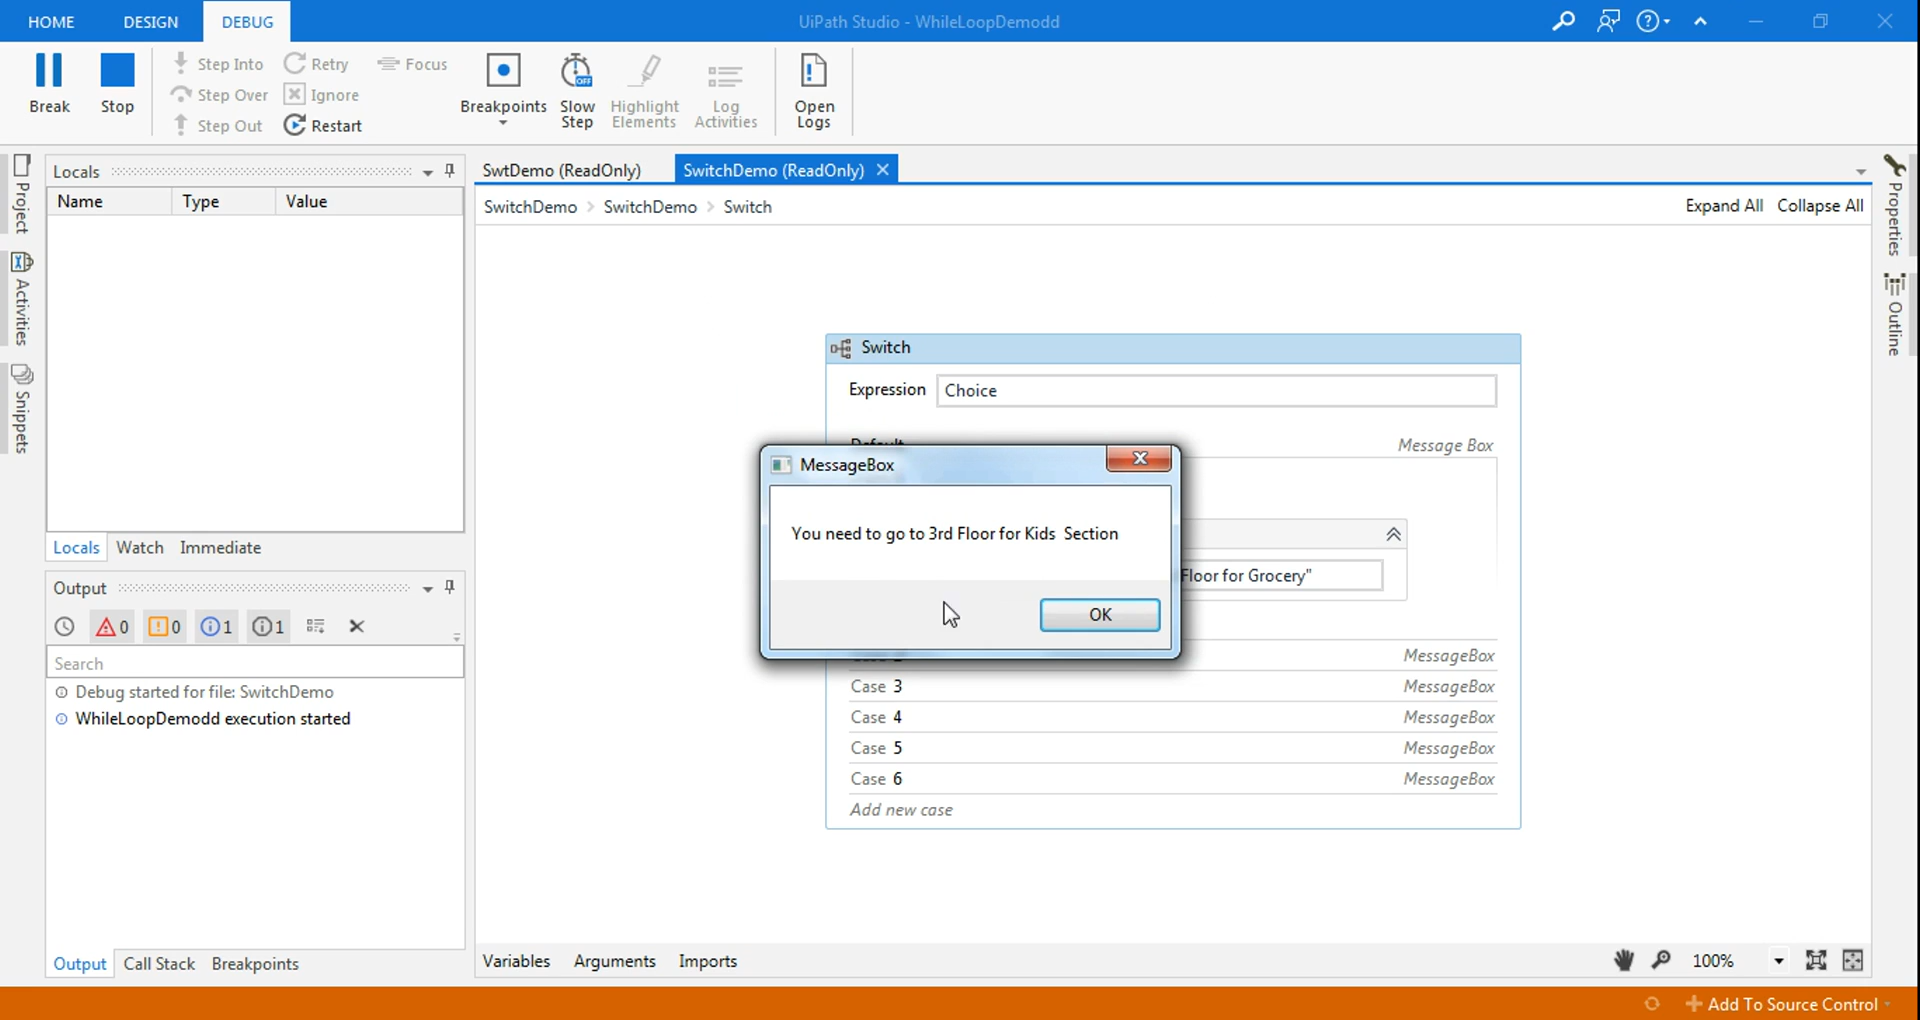 HOME DESIGN DEBUG UiPath Studio - WhileLoopDemodd
Break Stop Step Into Step Over Step Out Retry Ignore Restart Focus Breakpoints Slow Step OFF Highlight Elements Log Activities Open Logs
Project
Activities
Snippets
Locals
Name Type Value
Locals Watch Immediate
Output
0 0 1 1
Search
Debug started for file: SwitchDemo
WhileLoopDemodd execution started
Output Call Stack Breakpoints
SwtDemo (ReadOnly) SwitchDemo (ReadOnly)
SwitchDemo > SwitchDemo > Switch Expand All Collapse All
Switch
Expression Choice
Default Message Box
MessageBox
You need to go to 3rd Floor for Kids Section
OK
Floor for Grocery"
MessageBox
Case 3 MessageBox
Case 4 MessageBox
Case 5 MessageBox
Case 6 MessageBox
Add new case
Variables Arguments Imports 100%
Properties
Outline
Add To Source Control